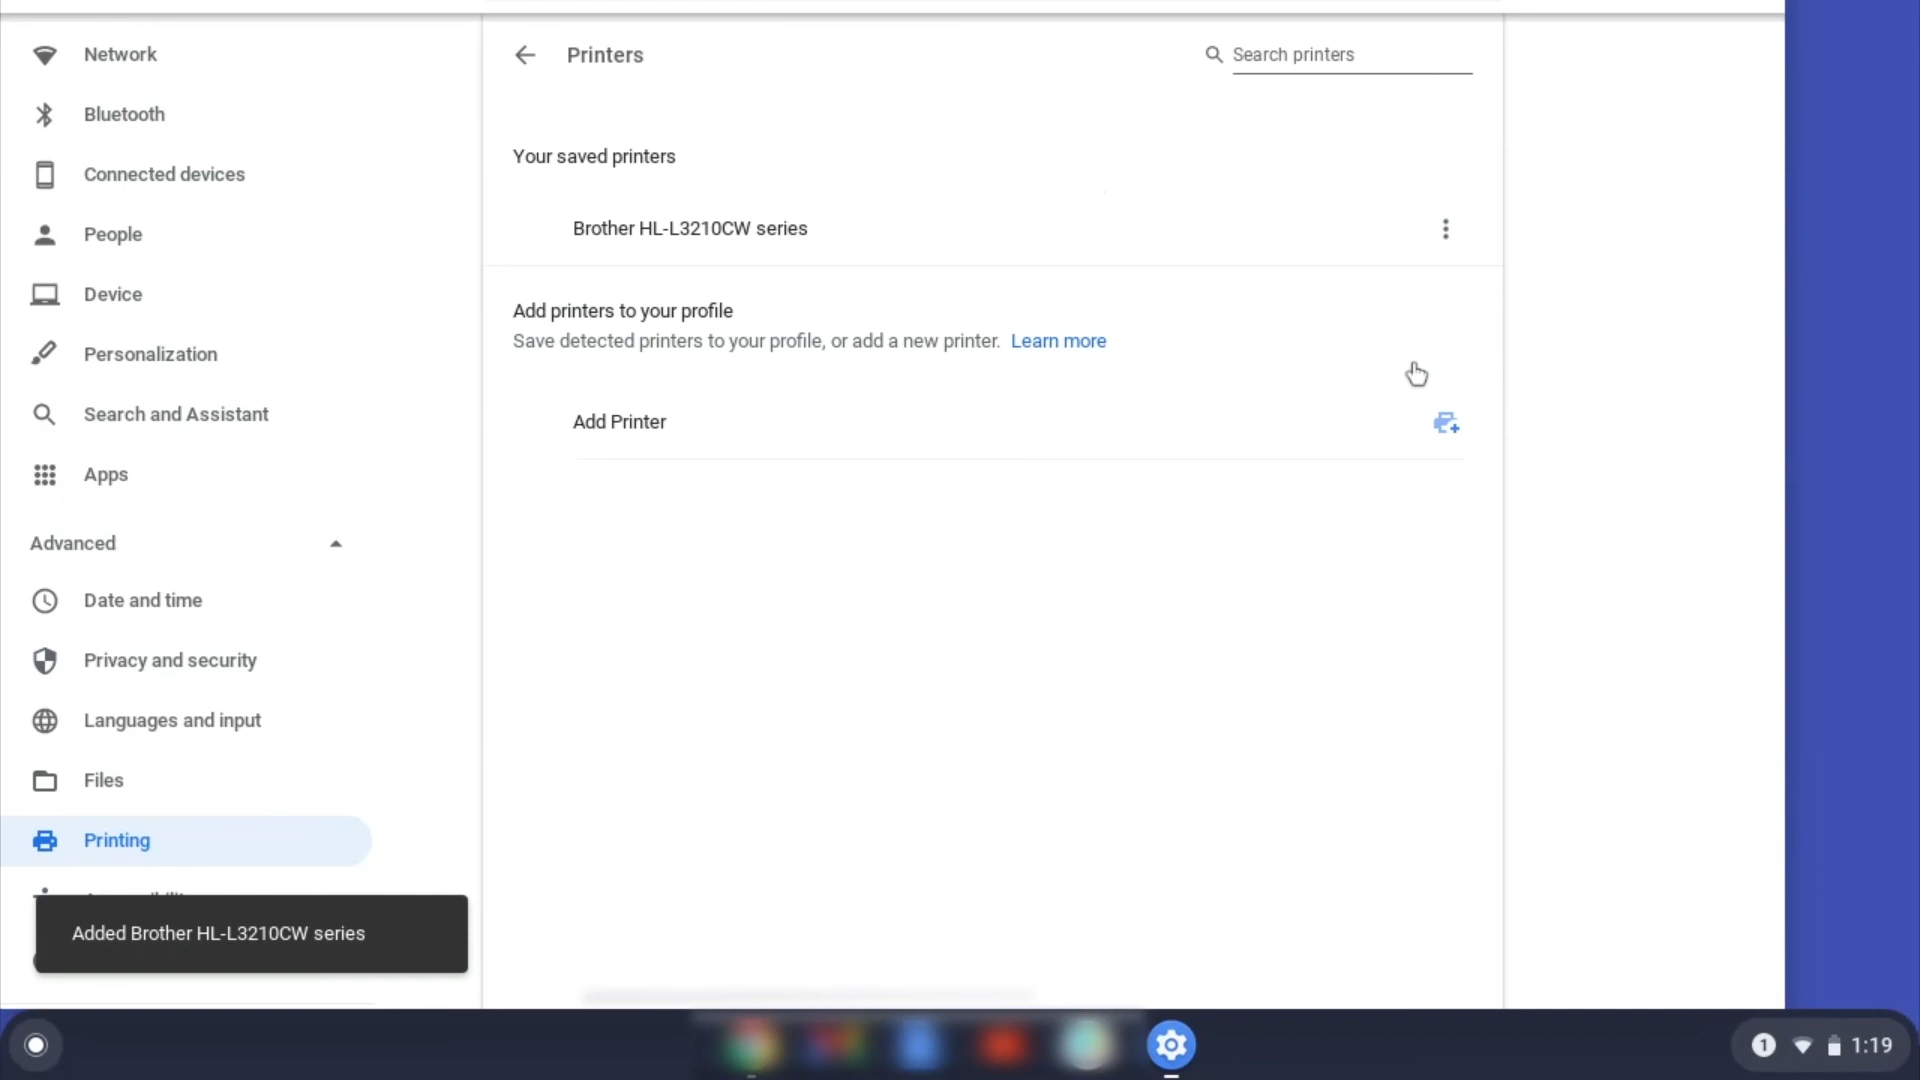 Network
Bluetooth
Connected devices
People
Device
Personalization
Search and Assistant
Apps
Advanced
Date and time
Privacy and security
Languages and input
Files
Printing
Added Brother HL-L3210CW series
Printers
Search printers
Your saved printers
Brother HL-L3210CW series
Add printers to your profile
Save detected printers to your profile, or add a new printer. Learn more
Add Printer
1
1:19